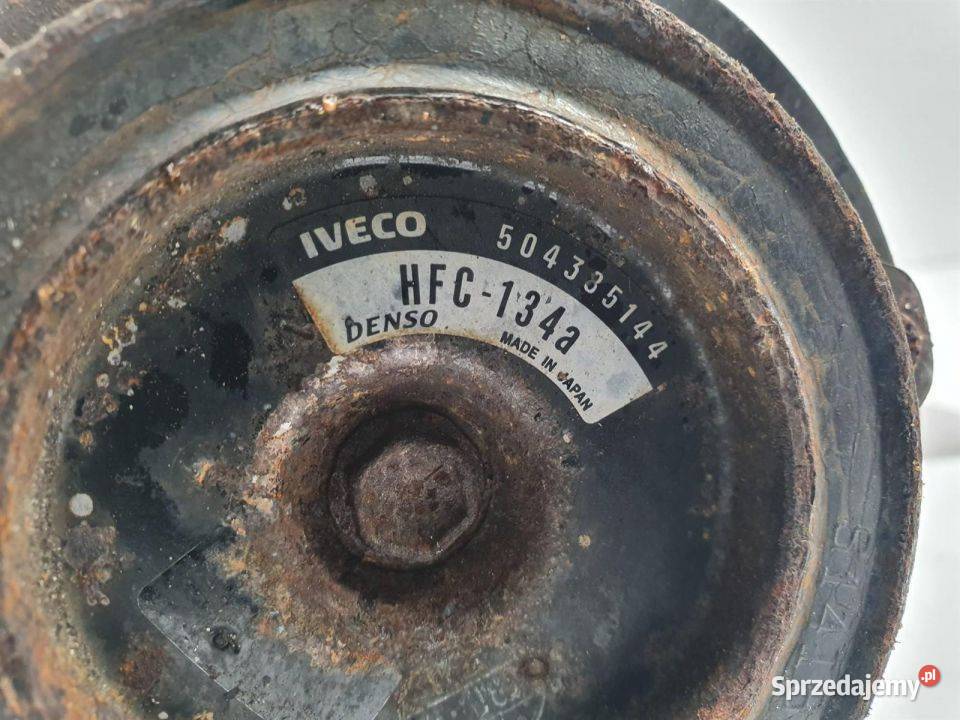 IVECO 504335144
HFC-134a
DENSO MADE IN JAPAN
Sprzedajemy.pl